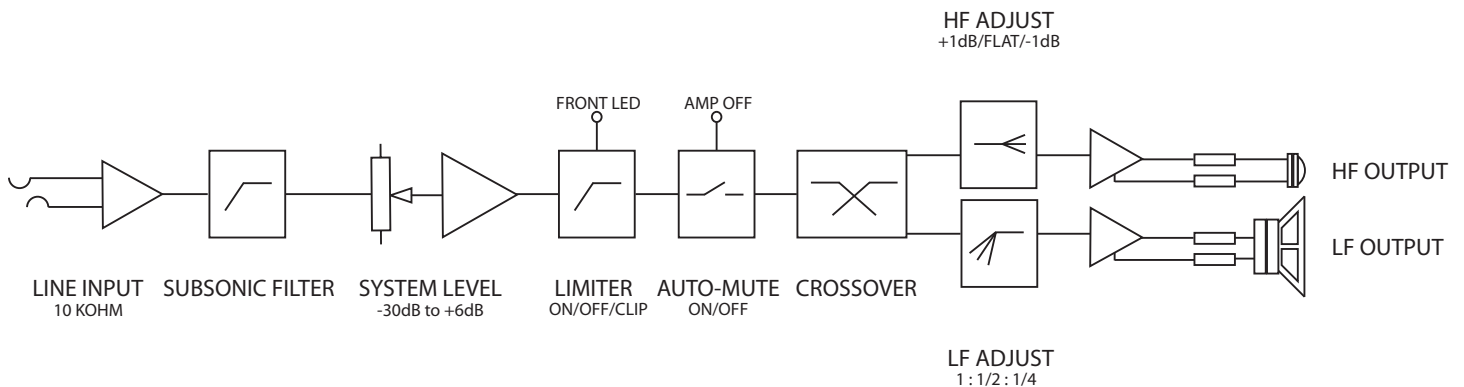 HF ADJUST
+1dB/FLAT/-1dB
FRONT LED
AMP OFF
HF OUTPUT
LF OUTPUT
LINE INPUT
10 KOHM
SUBSONIC FILTER
SYSTEM LEVEL
-30dB to +6dB
LIMITER
ON/OFF/CLIP
AUTO-MUTE
ON/OFF
CROSSOVER
LF ADJUST
1 : 1/2 : 1/4